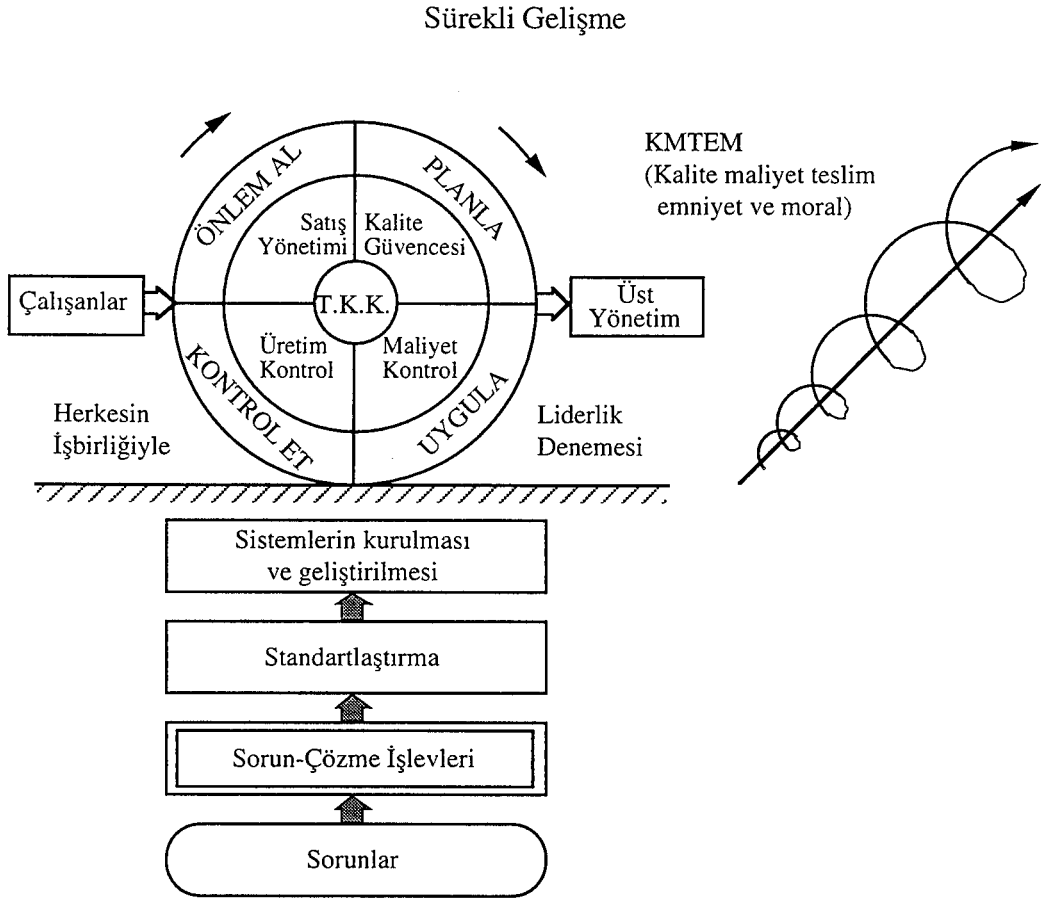 Sürekli Gelişme
ÖNLEM AL
PLANLA
KMTEM
(Kalite maliyet teslim
emniyet ve moral)
Satış
Yönetimi
Kalite
Güvencesi
Çalışanlar
T.K.K.
Üst
Yönetim
Üretim
Kontrol
Maliyet
Kontrol
KONTROL ET
UYGULA
Herkesin
İşbirliğiyle
Liderlik
Denemesi
Sistemlerin kurulması
ve geliştirilmesi
Standartlaştırma
Sorun-Çözme İşlevleri
Sorunlar